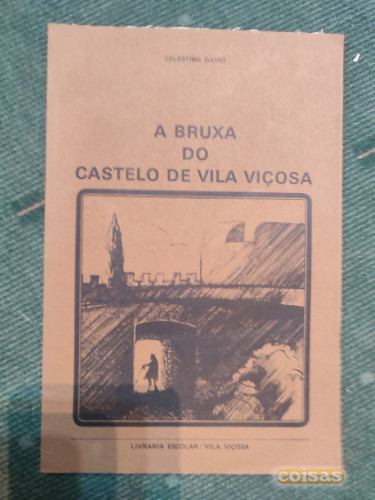 CELESTINO DAVID
A BRUXA
DO
CASTELO DE VILA VIÇOSA
LIVRARIA ESCOLAR / VILA VIÇOSA
coisas